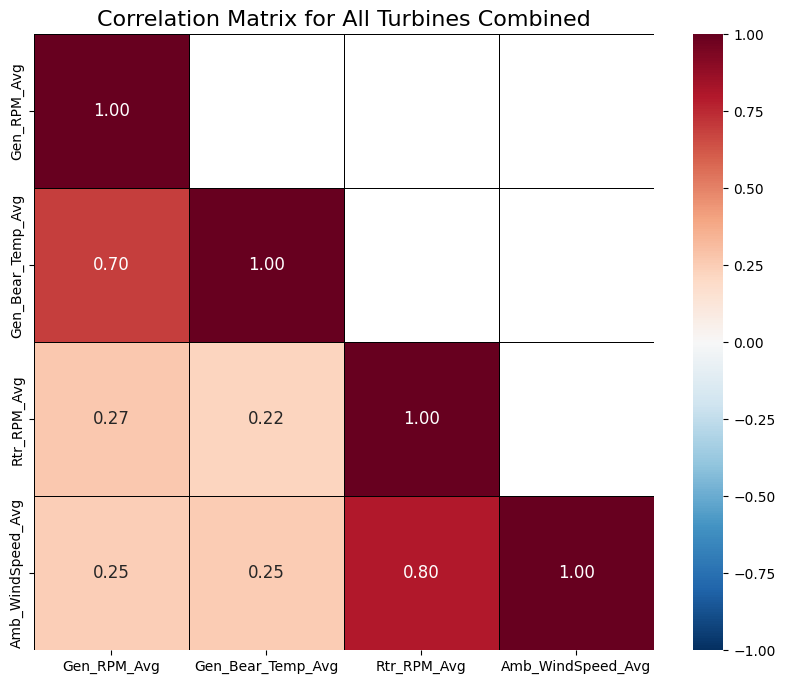 Correlation Matrix for All Turbines Combined
Gen_RPM_Avg
1.00
Gen_Bear_Temp_Avg
0.70 1.00
Rtr_RPM_Avg
0.27 0.22 1.00
Amb_WindSpeed_Avg
0.25 0.25 0.80 1.00
Gen_RPM_Avg Gen_Bear_Temp_Avg Rtr_RPM_Avg Amb_WindSpeed_Avg
1.00
0.75
0.50
0.25
0.00
−0.25
−0.50
−0.75
−1.00